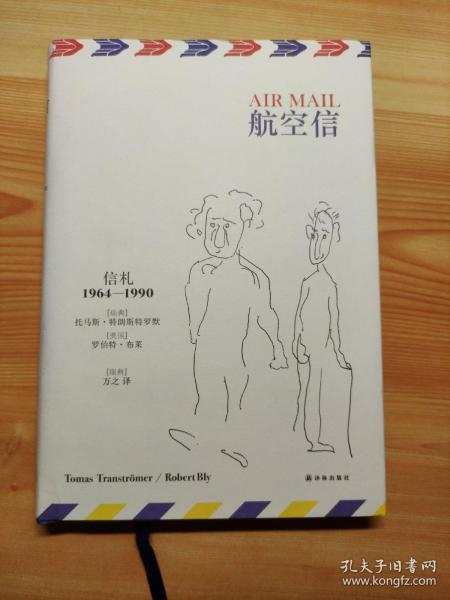 AIR MAIL
航空信
信札
1964—1990
[瑞典]
托马斯·特朗斯特罗默
[美国]
罗伯特·布莱
[瑞典]
万之 译
Tomas Tranströmer / Robert Bly
译林出版社
孔夫子旧书网
www.kongfz.com